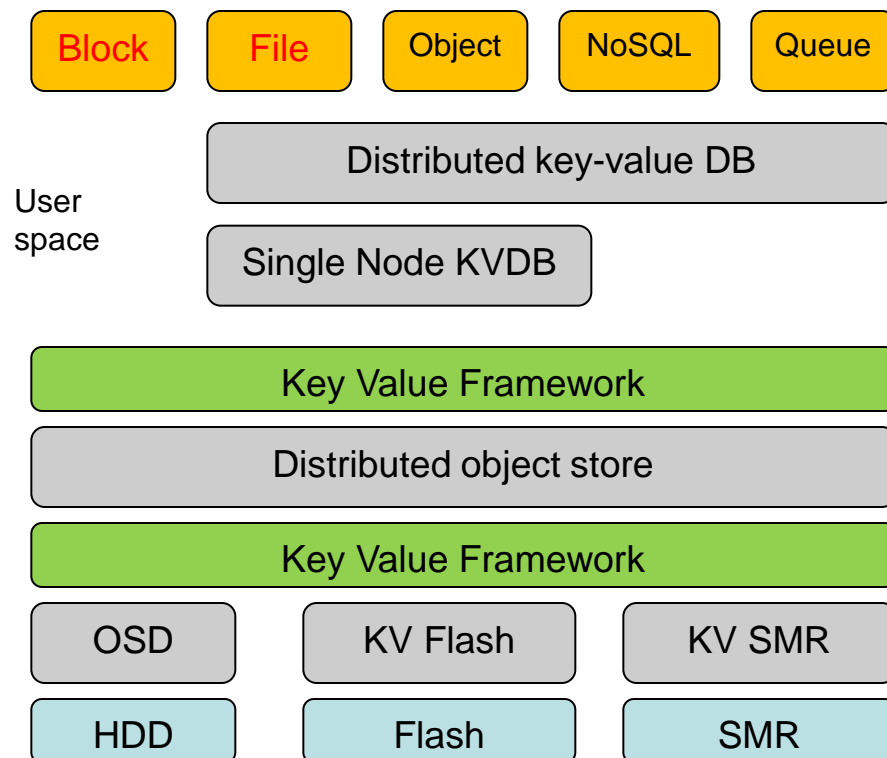 Block
File
Object
NoSQL
Queue
Distributed key-value DB
User
space
Single Node KVDB
Key Value Framework
Distributed object store
Key Value Framework
OSD
KV Flash
KV SMR
HDD
Flash
SMR